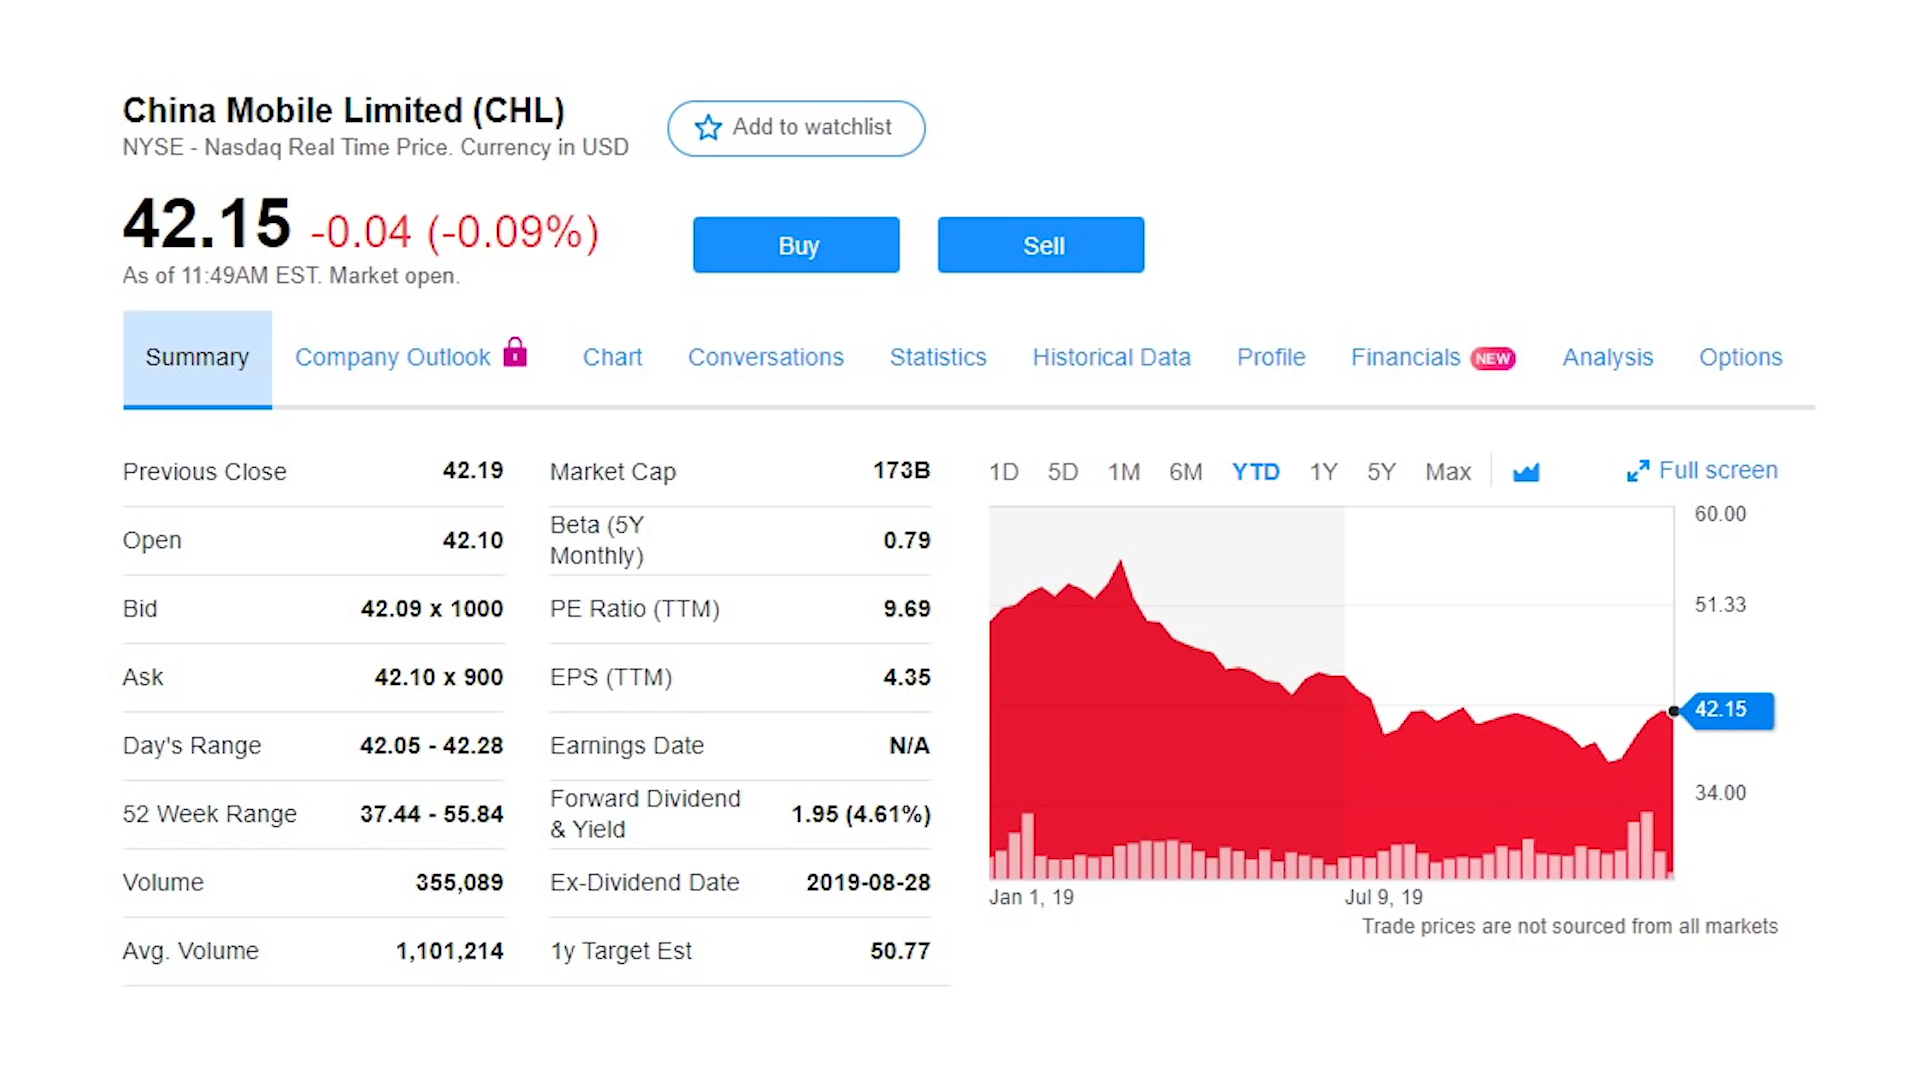 China Mobile Limited (CHL)
NYSE - Nasdaq Real Time Price. Currency in USD
Add to watchlist
42.15 -0.04 (-0.09%)
As of 11:49AM EST. Market open.
Buy
Sell
Summary
Company Outlook
Chart
Conversations
Statistics
Historical Data
Profile
Financials NEW
Analysis
Options
Previous Close 42.19
Open 42.10
Bid 42.09 x 1000
Ask 42.10 x 900
Day's Range 42.05 - 42.28
52 Week Range 37.44 - 55.84
Volume 355,089
Avg. Volume 1,101,214
Market Cap 173B
Beta (5Y
Monthly) 0.79
PE Ratio (TTM) 9.69
EPS (TTM) 4.35
Earnings Date N/A
Forward Dividend
& Yield 1.95 (4.61%)
Ex-Dividend Date 2019-08-28
1y Target Est 50.77
1D 5D 1M 6M YTD 1Y 5Y Max
Full screen
60.00
51.33
42.15
34.00
Jan 1, 19
Jul 9, 19
Trade prices are not sourced from all markets